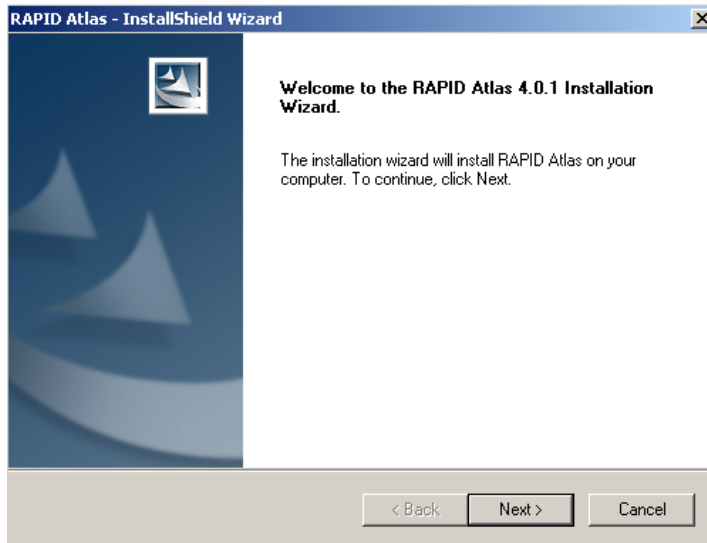 RAPID Atlas - InstallShield Wizard
Welcome to the RAPID Atlas 4.0.1 Installation
Wizard.
The installation wizard will install RAPID Atlas on your
computer. To continue, click Next.
< Back
Next >
Cancel